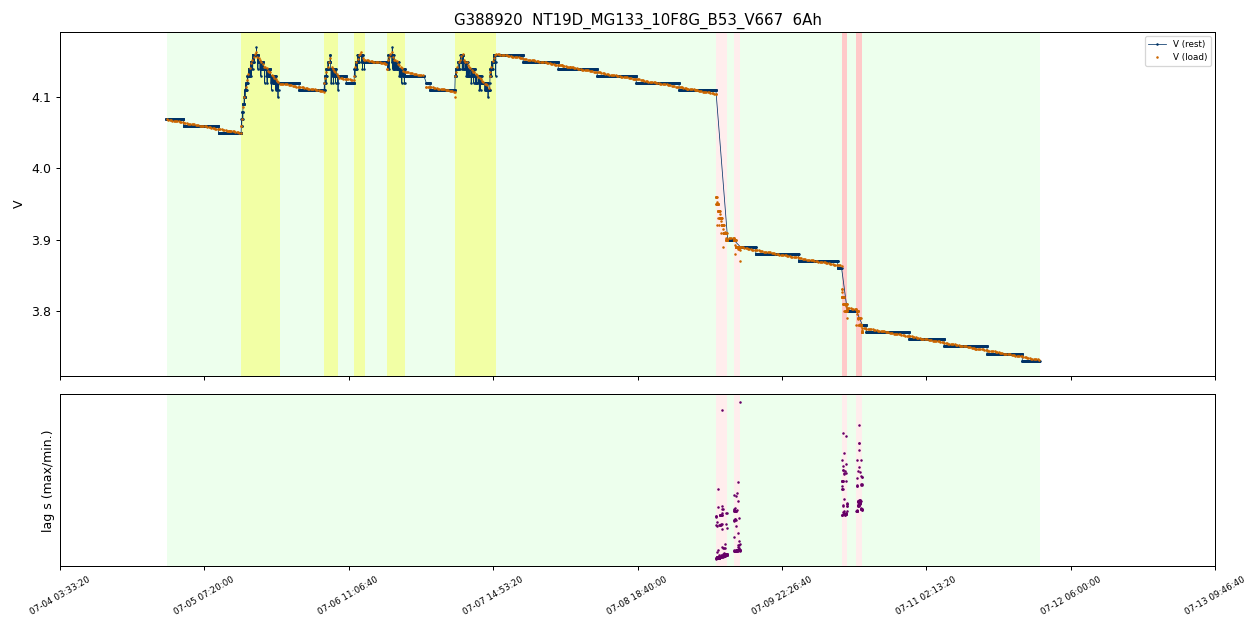 G388920  NT19D_MG133_10F8G_B53_V667  6Ah
V (rest)
V (load)
4.1
4.0
3.9
3.8
V
lag s (max/min.)
07-04 03:33:20
07-05 07:20:00
07-06 11:06:40
07-07 14:53:20
07-08 18:40:00
07-09 22:26:40
07-11 02:13:20
07-12 06:00:00
07-13 09:46:40